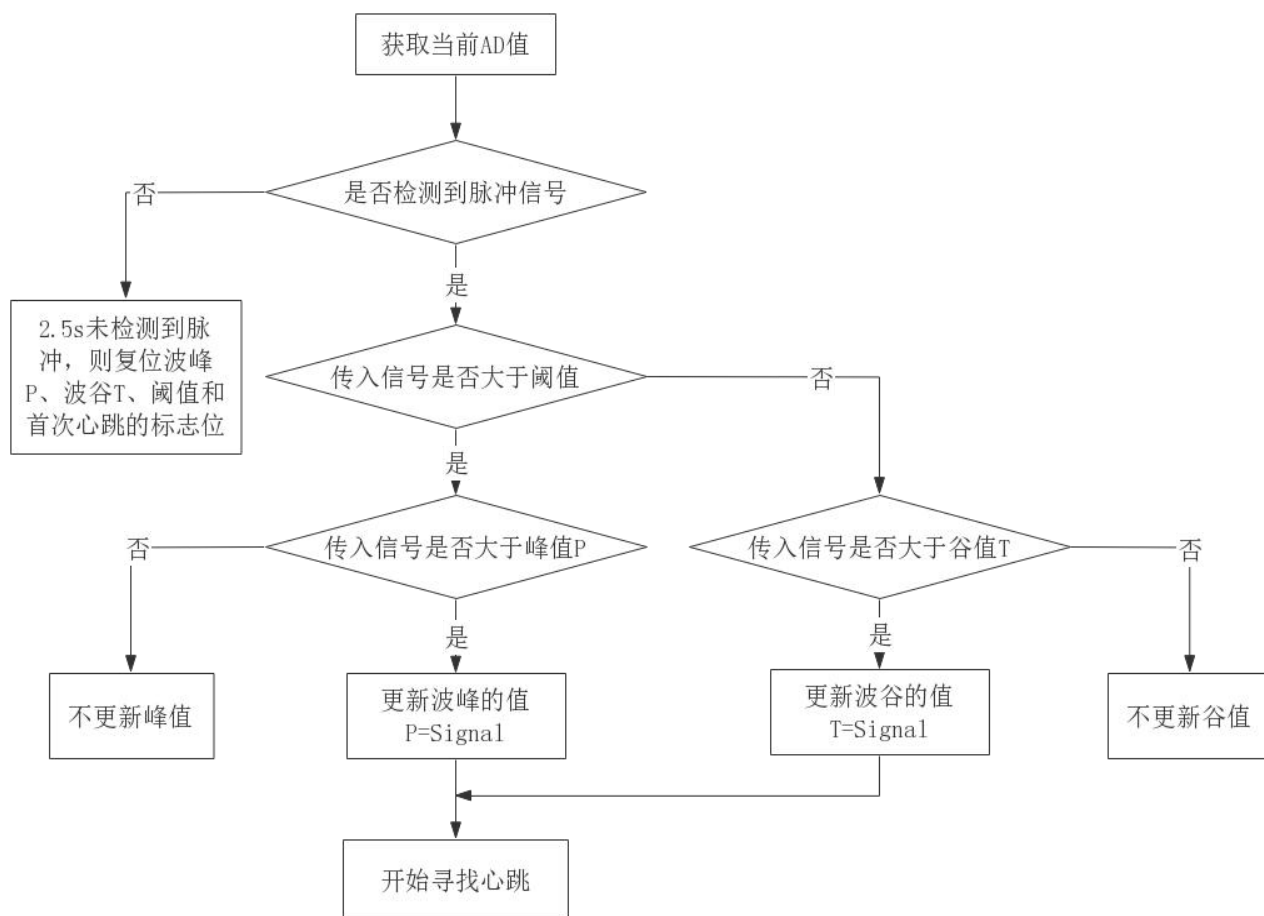 获取当前AD值
是否检测到脉冲信号
否
是
2.5s未检测到脉
冲，则复位波峰
P、波谷T、阈值和
首次心跳的标志位
传入信号是否大于阈值
否
是
传入信号是否大于峰值P
否
是
传入信号是否大于谷值T
否
是
不更新峰值
更新波峰的值
P=Signal
更新波谷的值
T=Signal
不更新谷值
开始寻找心跳